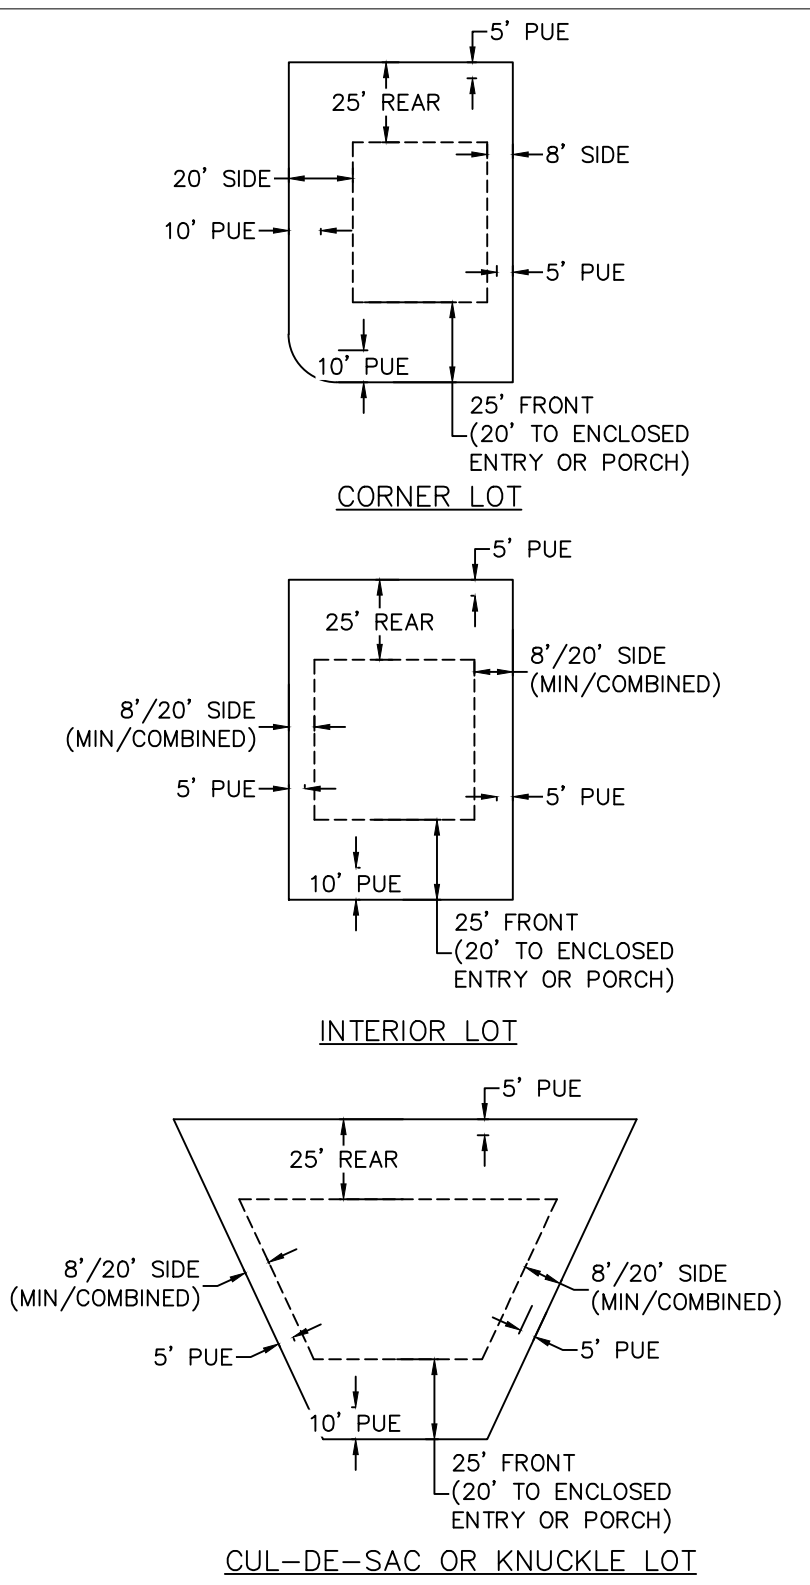 5' PUE
25' REAR
8' SIDE
20' SIDE
10' PUE
5' PUE
10' PUE
25' FRONT
(20' TO ENCLOSED
ENTRY OR PORCH)
CORNER LOT
5' PUE
25' REAR
8'/20' SIDE
(MIN/COMBINED)
8'/20' SIDE
(MIN/COMBINED)
5' PUE
5' PUE
10' PUE
25' FRONT
(20' TO ENCLOSED
ENTRY OR PORCH)
INTERIOR LOT
5' PUE
25' REAR
8'/20' SIDE
(MIN/COMBINED)
8'/20' SIDE
(MIN/COMBINED)
5' PUE
5' PUE
10' PUE
25' FRONT
(20' TO ENCLOSED
ENTRY OR PORCH)
CUL-DE-SAC OR KNUCKLE LOT